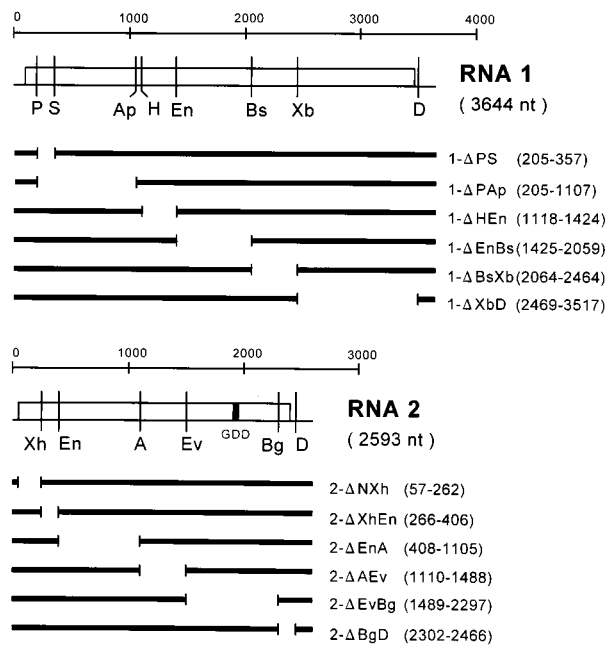 0 1000 2000 3000 4000
RNA 1
( 3644 nt )
P S Ap H En Bs Xb D
1-ΔPS (205-357)
1-ΔPAp (205-1107)
1-ΔHEn (1118-1424)
1-ΔEnBs (1425-2059)
1-ΔBsXb (2064-2464)
1-ΔXbD (2469-3517)
0 1000 2000 3000
RNA 2
( 2593 nt )
Xh En A Ev GDD Bg D
2-ΔNXh (57-262)
2-ΔXhEn (266-406)
2-ΔEnA (408-1105)
2-ΔAEv (1110-1488)
2-ΔEvBg (1489-2297)
2-ΔBgD (2302-2466)